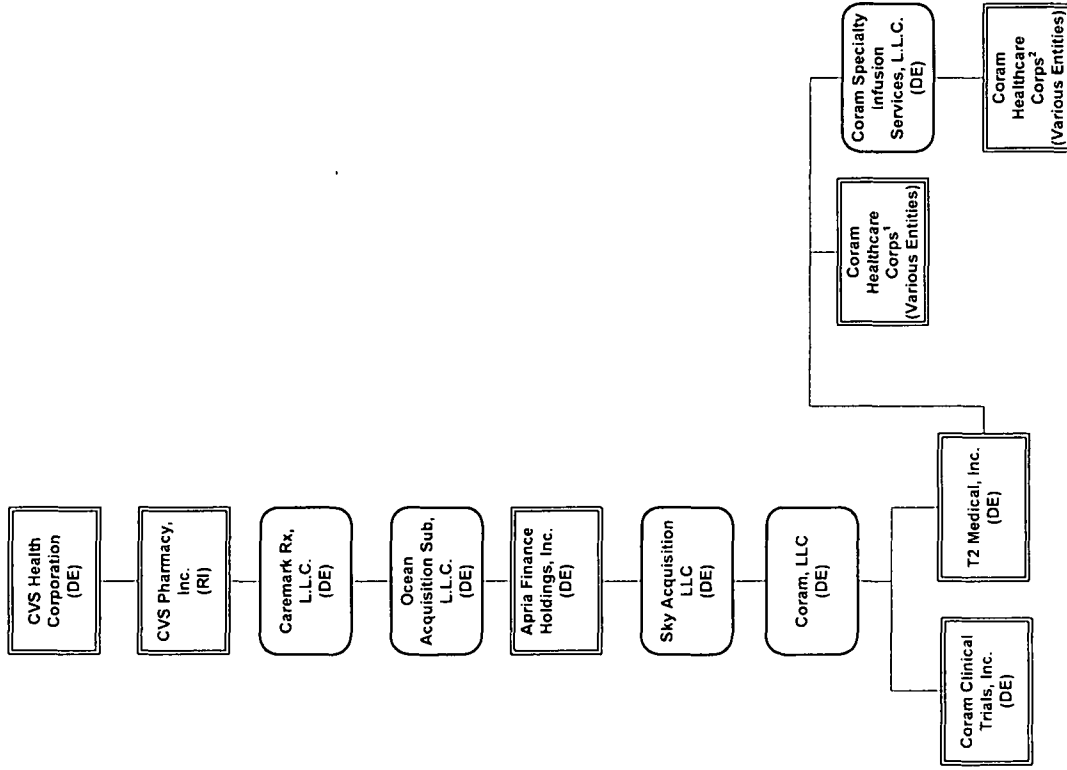 CVS Health
Corporation
(DE)
CVS Pharmacy,
Inc.
(RI)
Caremark Rx,
L.L.C.
(DE)
Ocean
Acquisition Sub,
L.L.C.
(DE)
Apria Finance
Holdings, Inc.
(DE)
Sky Acquisition
LLC
(DE)
Coram, LLC
(DE)
Coram Clinical
Trials, Inc.
(DE)
T2 Medical, Inc.
(DE)
Coram
Healthcare
Corps¹
(Various Entities)
Coram Specialty
Infusion
Services, L.L.C.
(DE)
Coram
Healthcare
Corps²
(Various Entities)